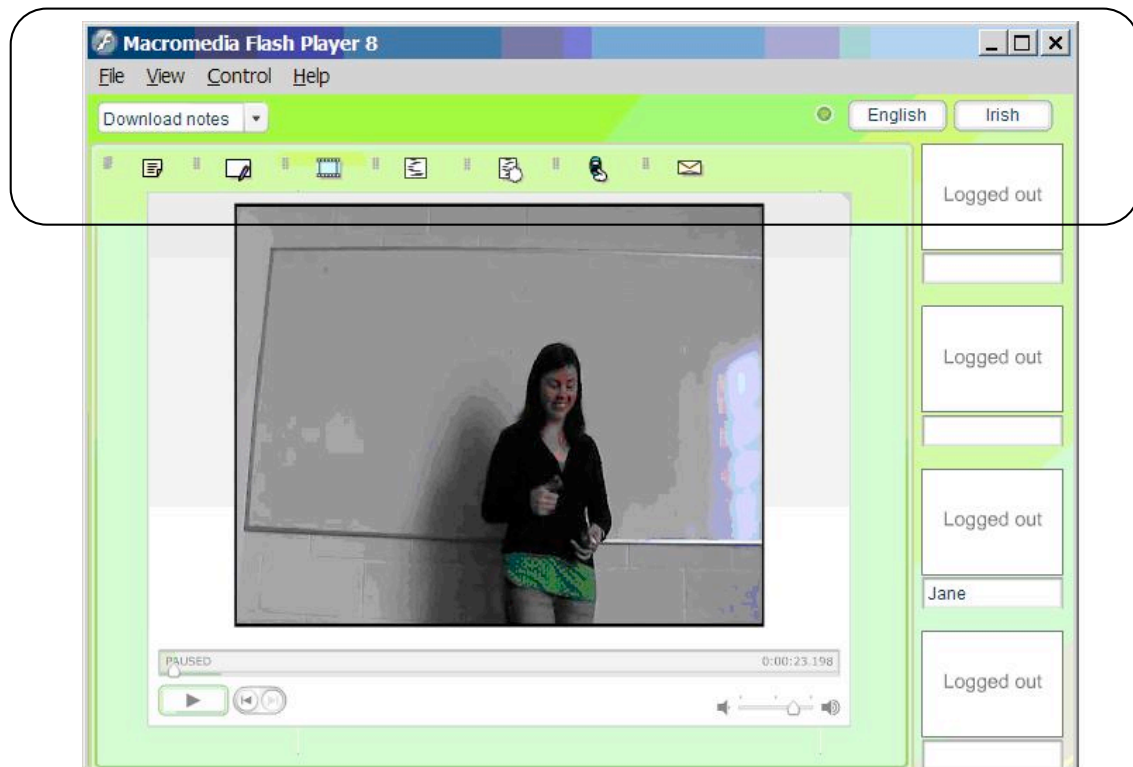 Macromedia Flash Player 8
File View Control Help
Download notes
English Irish
Logged out
Logged out
Logged out
Jane
Logged out
PAUSED 0:00:23.198